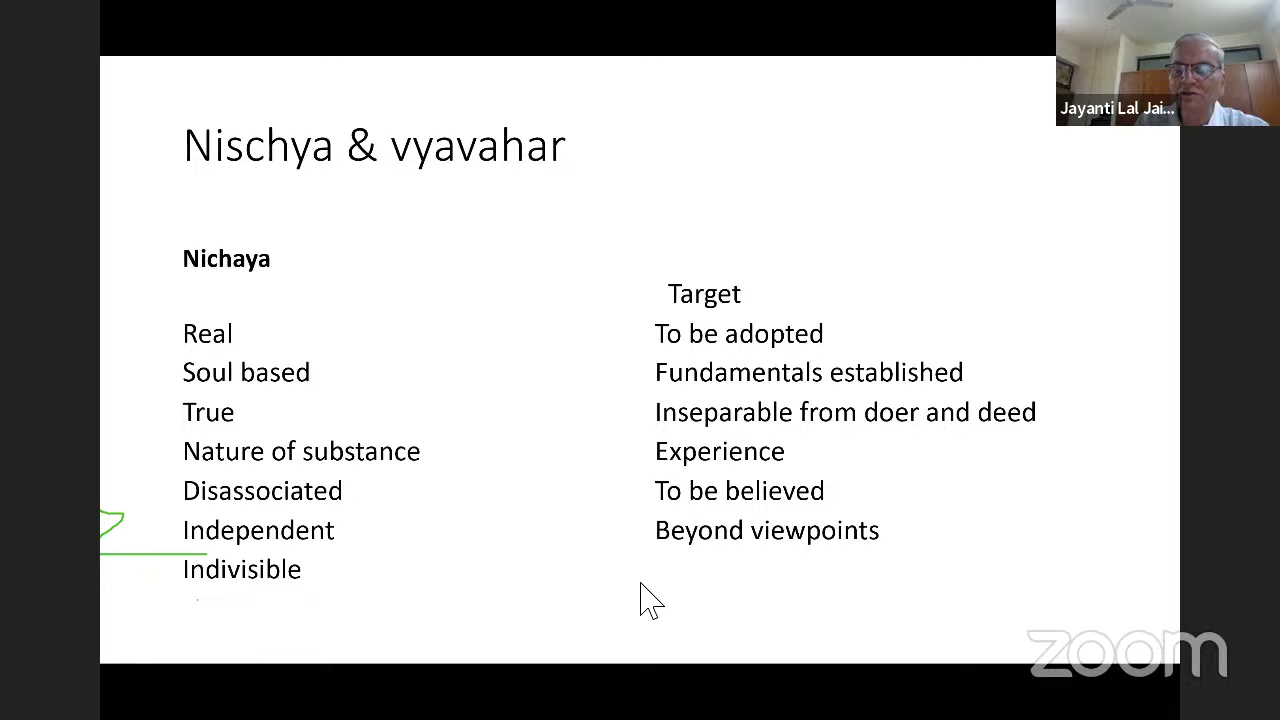 Jayanti Lal Jai...
Nischya & vyavahar
Nichaya
Real
Soul based
True
Nature of substance
Disassociated
Independent
Indivisible
Target
To be adopted
Fundamentals established
Inseparable from doer and deed
Experience
To be believed
Beyond viewpoints
zoom